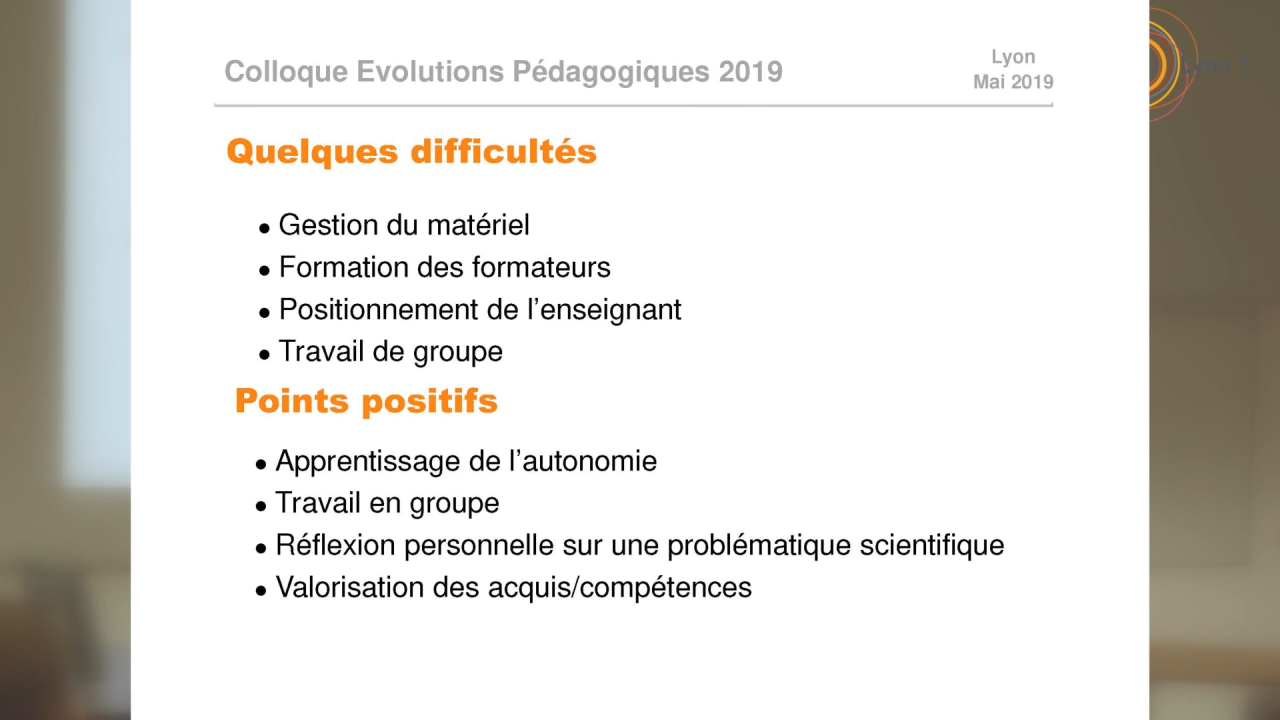 Colloque Evolutions Pédagogiques 2019
Lyon
Mai 2019
Lyon 1
Quelques difficultés
• Gestion du matériel
• Formation des formateurs
• Positionnement de l'enseignant
• Travail de groupe
Points positifs
• Apprentissage de l'autonomie
• Travail en groupe
• Réflexion personnelle sur une problématique scientifique
• Valorisation des acquis/compétences